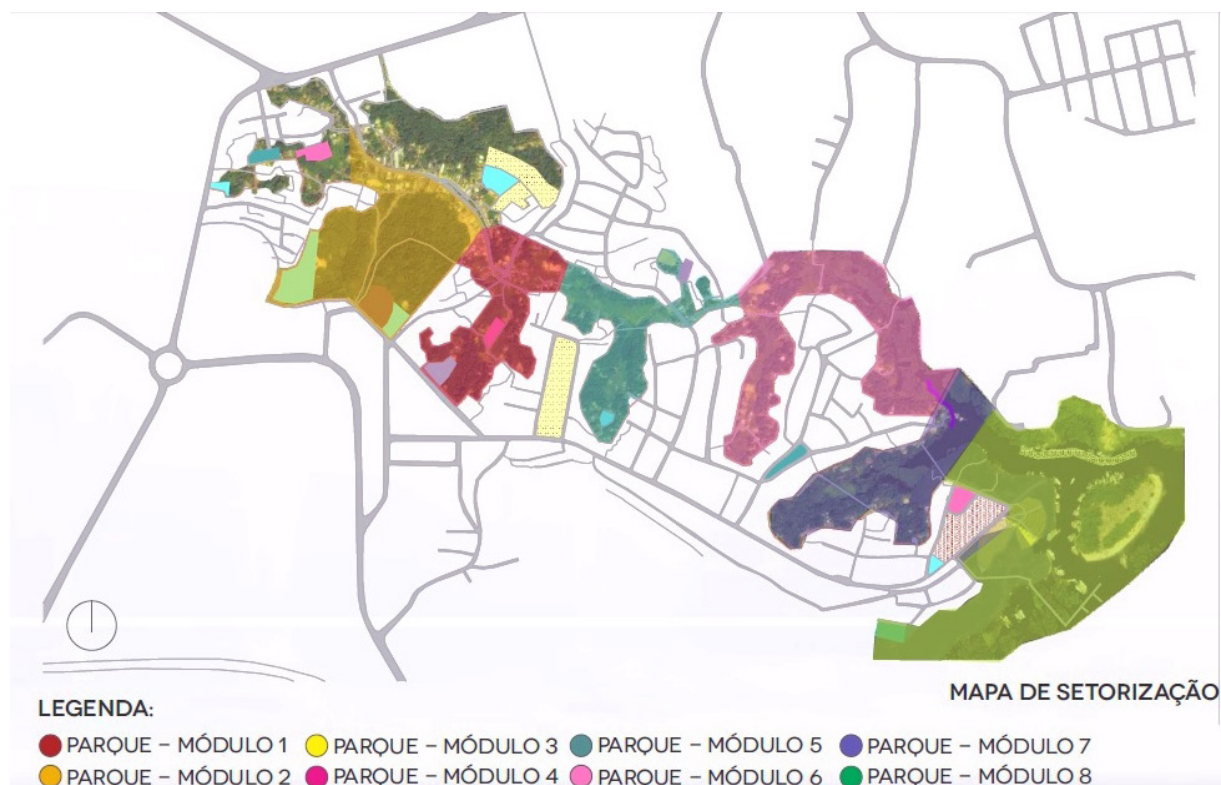 MAPA DE SETORIZAÇÃO
LEGENDA:
PARQUE – MÓDULO 1
PARQUE – MÓDULO 3
PARQUE – MÓDULO 5
PARQUE – MÓDULO 7
PARQUE – MÓDULO 2
PARQUE – MÓDULO 4
PARQUE – MÓDULO 6
PARQUE – MÓDULO 8